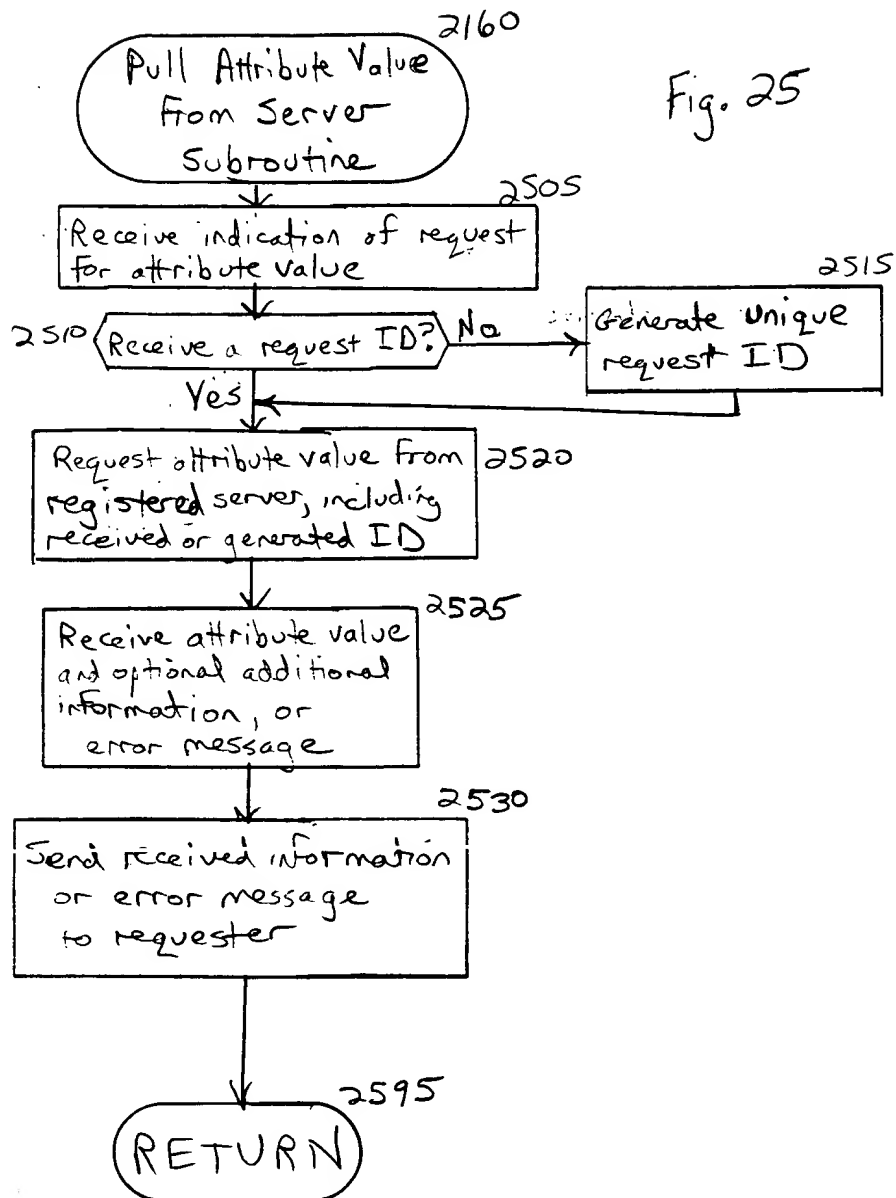 2160
Pull Attribute Value
From Server
Subroutine
Fig. 25
2505
Receive indication of request
for attribute value
2510
Receive a request ID?
No
2515
Generate Unique
request ID
Yes
Request attribute value from
registered server, including
received or generated ID
2520
2525
Receive attribute value
and optional additional
information, or
error message
2530
Send received information
or error message
to requester
2595
RETURN